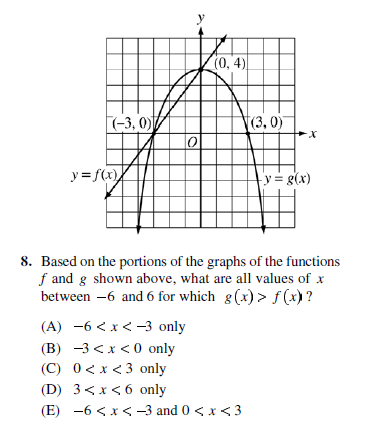 y
(0, 4)
(–3, 0)
(3, 0)
x
O
y = f(x)
y = g(x)
8. Based on the portions of the graphs of the functions
f and g shown above, what are all values of x
between –6 and 6 for which g(x) > f(x)?
(A) –6 < x < –3 only
(B) –3 < x < 0 only
(C) 0 < x < 3 only
(D) 3 < x < 6 only
(E) –6 < x < –3 and 0 < x < 3